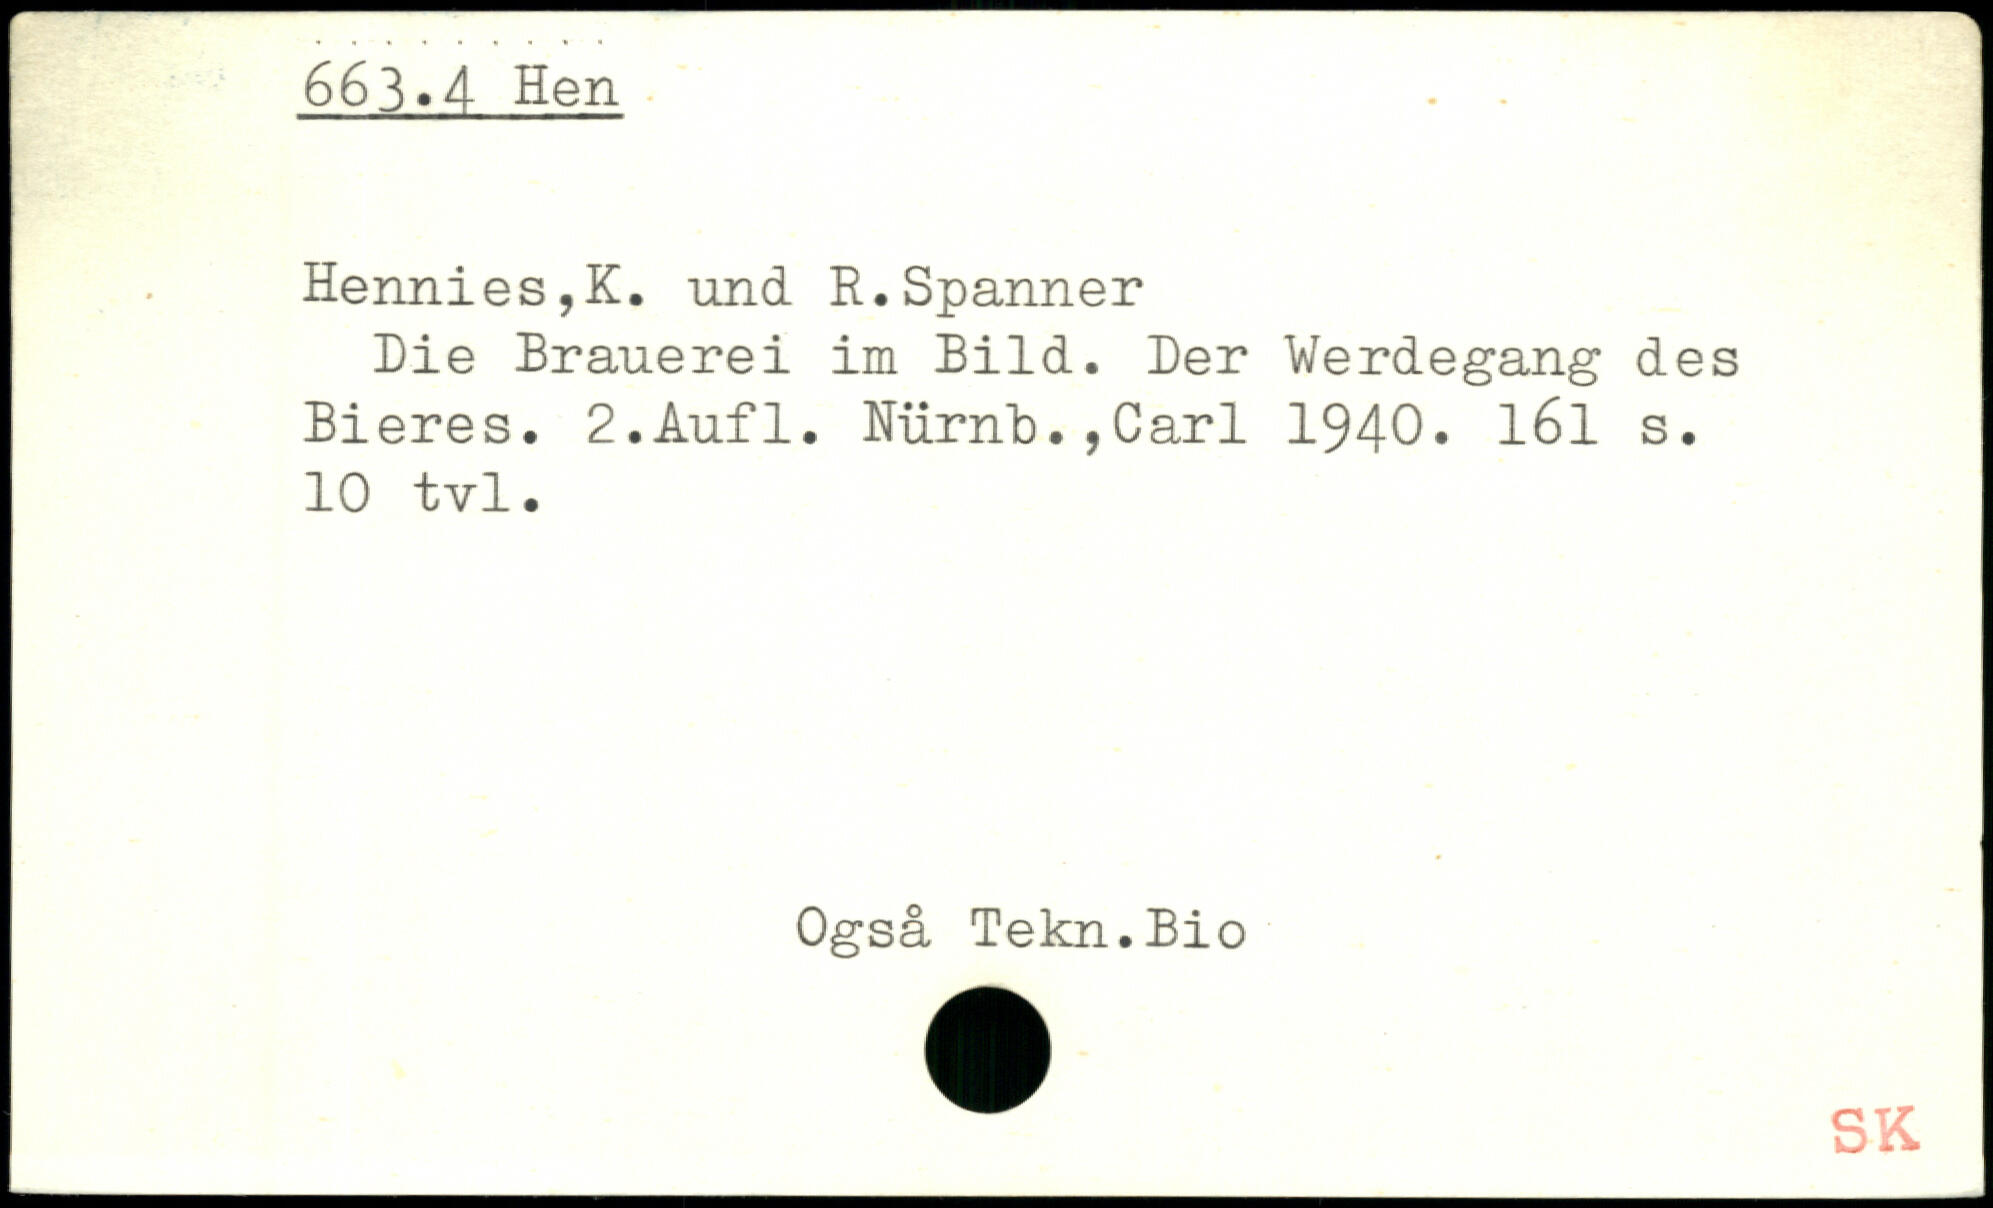 663.4 Hen
Hennies,K. und R.Spanner
Die Brauerei im Bild. Der Werdegang des
Bieres. 2.Aufl. Nürnb.,Carl 1940. 161 s.
10 tvl.
Også Tekn.Bio
SK